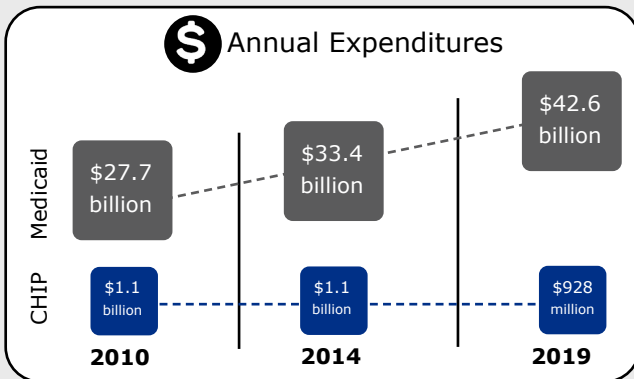 $ Annual Expenditures
Medicaid
$27.7
billion
$33.4
billion
$42.6
billion
CHIP
$1.1
billion
$1.1
billion
$928
million
2010
2014
2019